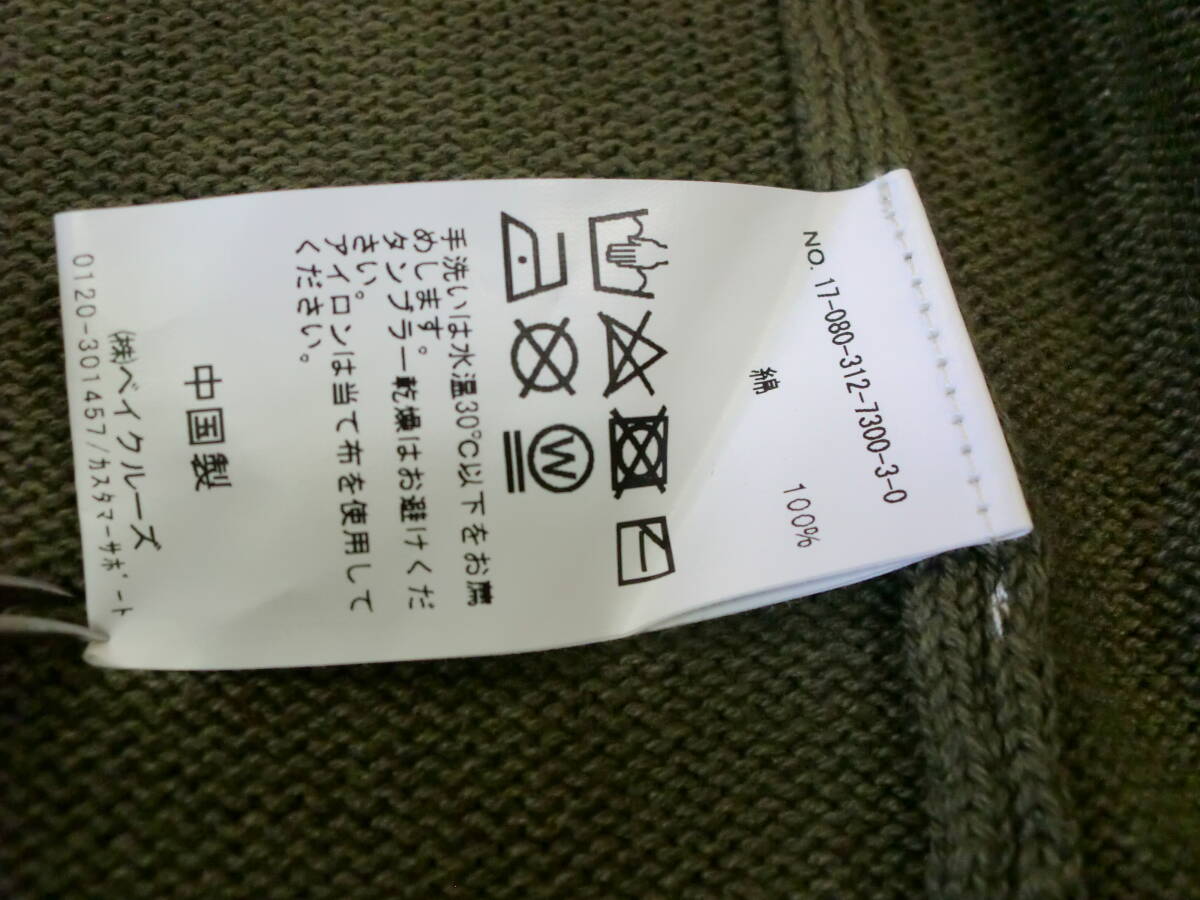 NO. 17-080-312-7300-3-0
綿 100%
W
手洗いは水温30℃以下をお薦
めします。
タンブラー乾燥はお避けくだ
さい。
アイロンは当て布を使用して
ください。
中国製
㈱ベイクルーズ
0120-301457/カスタマーサポート